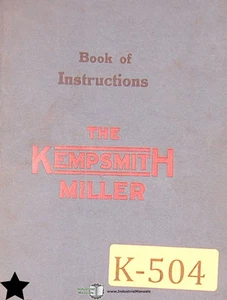 Book of
Instructions
THE
KEMPSMITH
MILLER
K-504